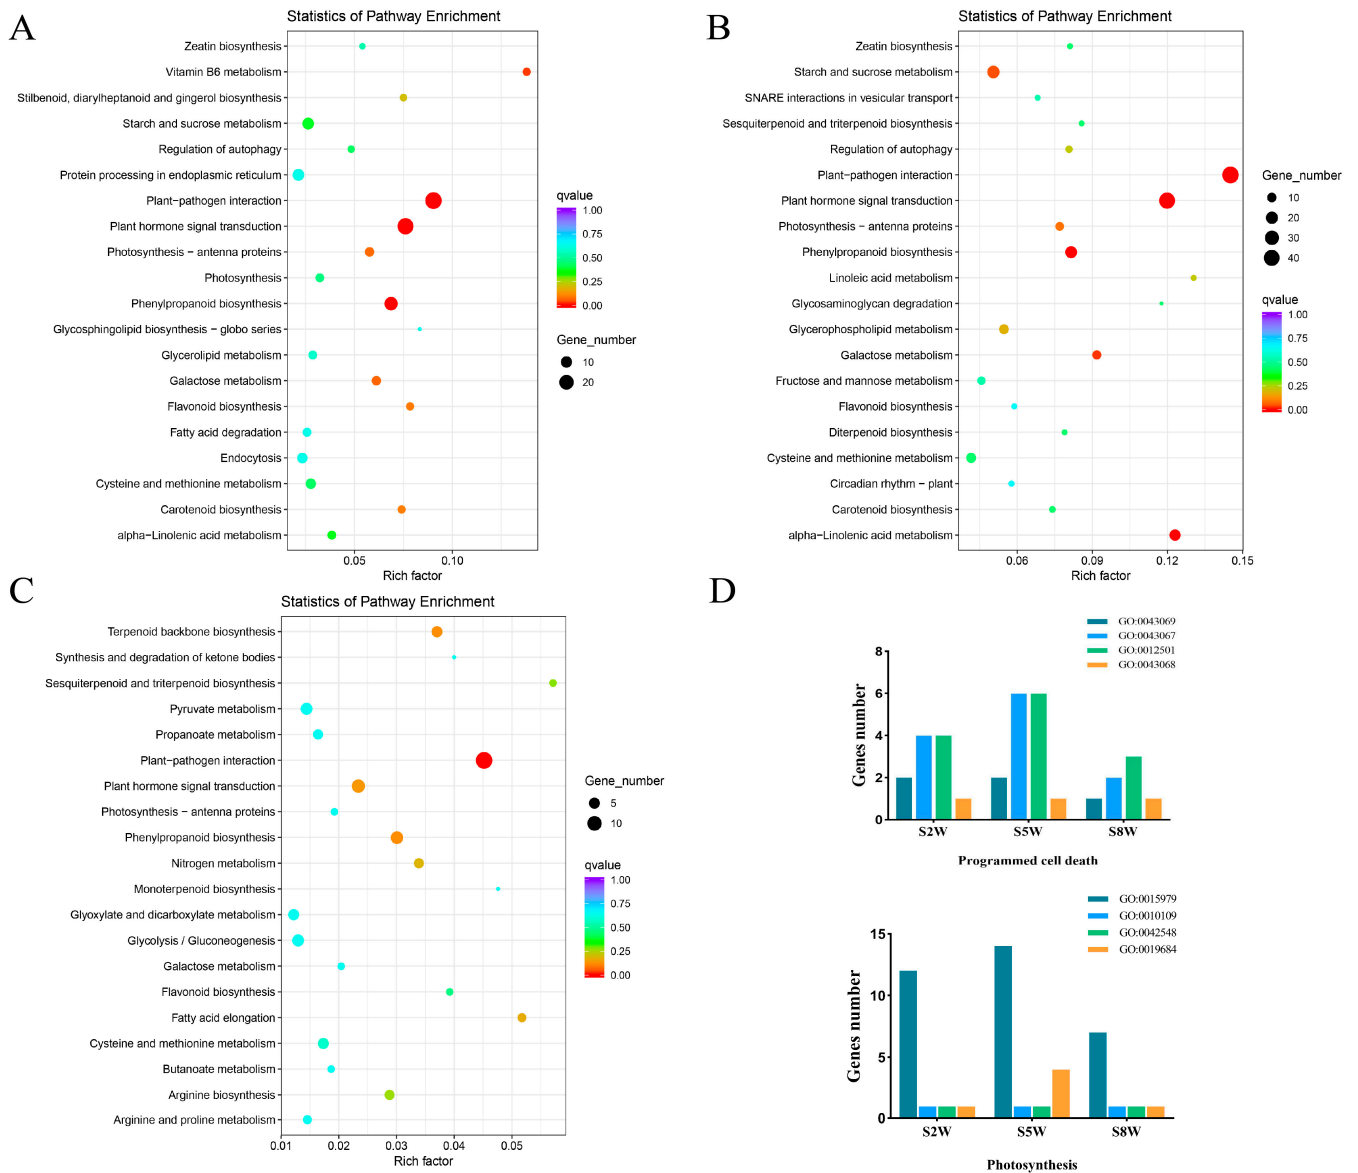 A
Statistics of Pathway Enrichment
Zeatin biosynthesis
Vitamin B6 metabolism
Stilbenoid, diarylheptanoid and gingerol biosynthesis
Starch and sucrose metabolism
Regulation of autophagy
Protein processing in endoplasmic reticulum
Plant−pathogen interaction
Plant hormone signal transduction
Photosynthesis − antenna proteins
Photosynthesis
Phenylpropanoid biosynthesis
Glycosphingolipid biosynthesis − globo series
Glycerolipid metabolism
Galactose metabolism
Flavonoid biosynthesis
Fatty acid degradation
Endocytosis
Cysteine and methionine metabolism
Carotenoid biosynthesis
alpha−Linolenic acid metabolism
0.05 0.10
Rich factor
qvalue
1.00
0.75
0.50
0.25
0.00
Gene_number
10
20
B
Statistics of Pathway Enrichment
Zeatin biosynthesis
Starch and sucrose metabolism
SNARE interactions in vesicular transport
Sesquiterpenoid and triterpenoid biosynthesis
Regulation of autophagy
Plant−pathogen interaction
Plant hormone signal transduction
Photosynthesis − antenna proteins
Phenylpropanoid biosynthesis
Linoleic acid metabolism
Glycosaminoglycan degradation
Glycerophospholipid metabolism
Galactose metabolism
Fructose and mannose metabolism
Flavonoid biosynthesis
Diterpenoid biosynthesis
Cysteine and methionine metabolism
Circadian rhythm − plant
Carotenoid biosynthesis
alpha−Linolenic acid metabolism
0.06 0.09 0.12 0.15
Rich factor
Gene_number
10
20
30
40
qvalue
1.00
0.75
0.50
0.25
0.00
C
Statistics of Pathway Enrichment
Terpenoid backbone biosynthesis
Synthesis and degradation of ketone bodies
Sesquiterpenoid and triterpenoid biosynthesis
Pyruvate metabolism
Propanoate metabolism
Plant−pathogen interaction
Plant hormone signal transduction
Photosynthesis − antenna proteins
Phenylpropanoid biosynthesis
Nitrogen metabolism
Monoterpenoid biosynthesis
Glyoxylate and dicarboxylate metabolism
Glycolysis / Gluconeogenesis
Galactose metabolism
Flavonoid biosynthesis
Fatty acid elongation
Cysteine and methionine metabolism
Butanoate metabolism
Arginine biosynthesis
Arginine and proline metabolism
0.01 0.02 0.03 0.04 0.05
Rich factor
Gene_number
5
10
qvalue
1.00
0.75
0.50
0.25
0.00
D
GO:0043069
GO:0043067
GO:0012501
GO:0043068
Genes number
8
6
4
2
0
S2W S5W S8W
Programmed cell death
GO:0015979
GO:0010109
GO:0042548
GO:0019684
Genes number
15
10
5
0
S2W S5W S8W
Photosynthesis